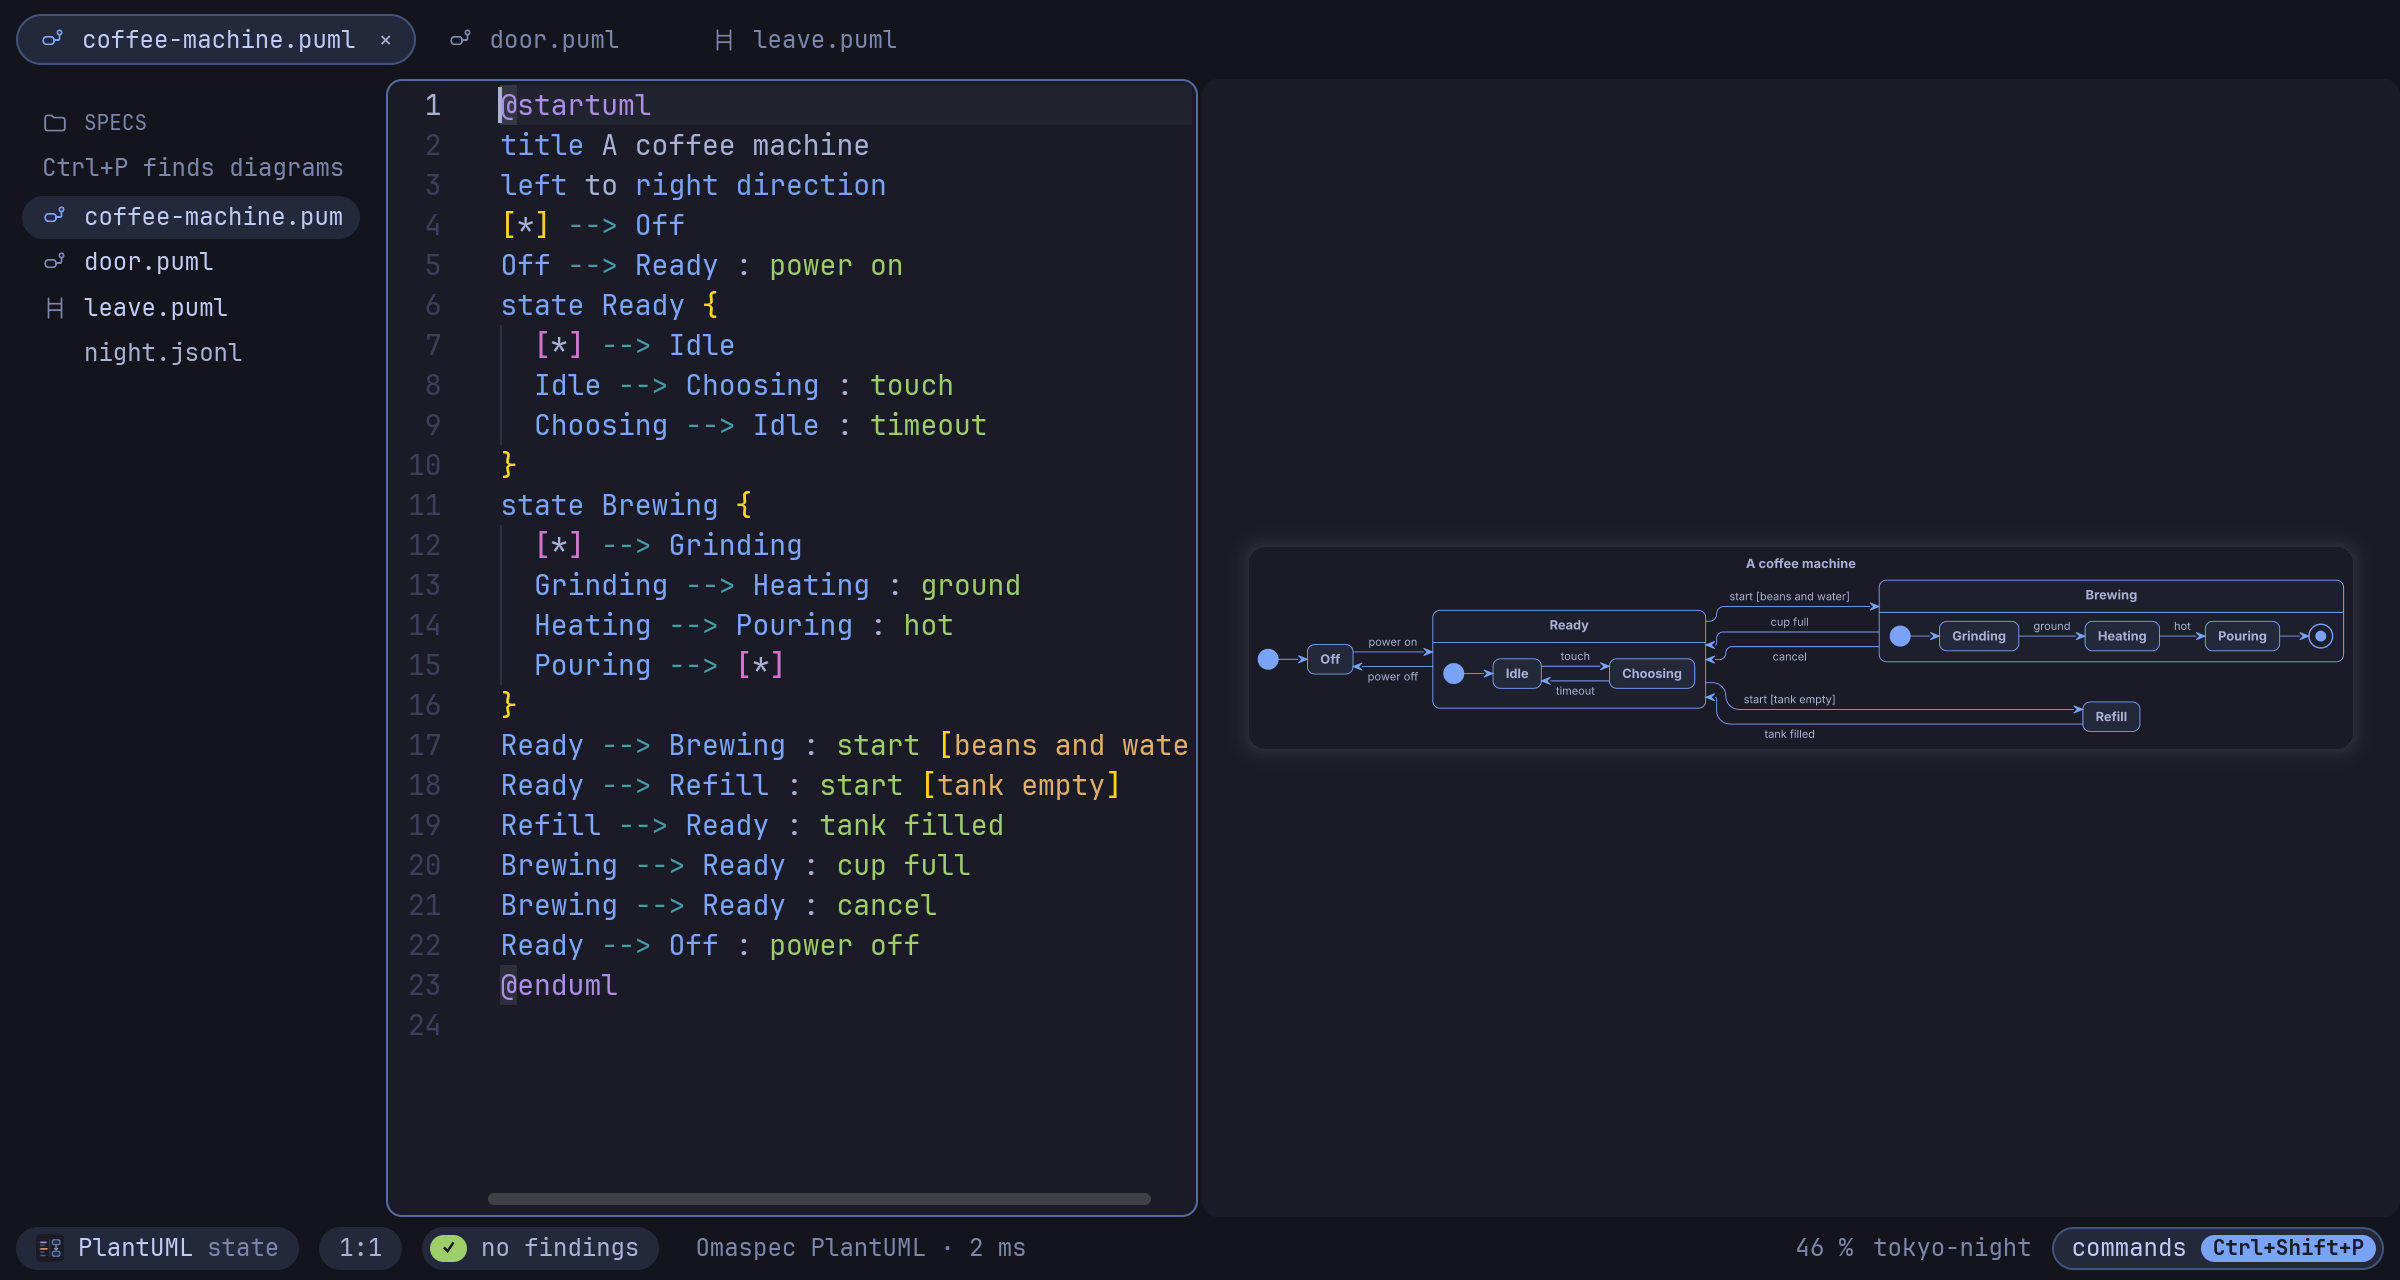 coffee-machine.puml ×
door.puml
leave.puml
SPECS
Ctrl+P finds diagrams
coffee-machine.pum
door.puml
leave.puml
night.jsonl
1 @startuml
2 title A coffee machine
3 left to right direction
4 [*] --> Off
5 Off --> Ready : power on
6 state Ready {
7 [*] --> Idle
8 Idle --> Choosing : touch
9 Choosing --> Idle : timeout
10 }
11 state Brewing {
12 [*] --> Grinding
13 Grinding --> Heating : ground
14 Heating --> Pouring : hot
15 Pouring --> [*]
16 }
17 Ready --> Brewing : start [beans and wate
18 Ready --> Refill : start [tank empty]
19 Refill --> Ready : tank filled
20 Brewing --> Ready : cup full
21 Brewing --> Ready : cancel
22 Ready --> Off : power off
23 @enduml
24
A coffee machine
Off
power on
power off
Ready
Idle
touch
timeout
Choosing
start [beans and water]
cup full
cancel
start [tank empty]
tank filled
Brewing
Grinding
ground
Heating
hot
Pouring
Refill
PlantUML state
1:1
no findings
Omaspec PlantUML · 2 ms
46 %
tokyo-night
commands Ctrl+Shift+P